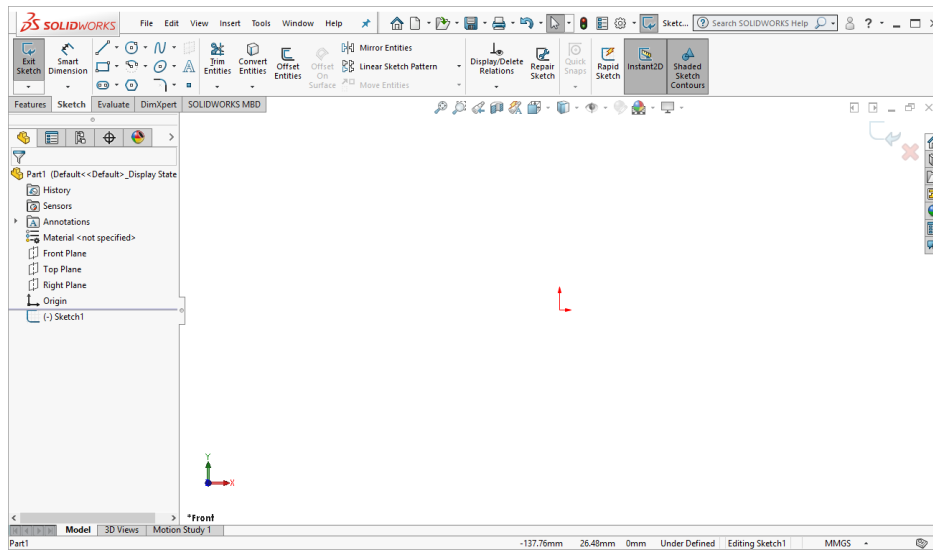 SOLIDWORKS File Edit View Insert Tools Window Help Sketc... Search SOLIDWORKS Help ?
Exit Sketch
Smart Dimension
Trim Entities
Convert Entities
Offset Entities
Offset On Surface
Mirror Entities
Linear Sketch Pattern
Move Entities
Display/Delete Relations
Repair Sketch
Quick Snaps
Rapid Sketch
Instant2D
Shaded Sketch Contours
Features Sketch Evaluate DimXpert SOLIDWORKS MBD
Part1 (Default<<Default>_Display State
History
Sensors
Annotations
Material <not specified>
Front Plane
Top Plane
Right Plane
Origin
(-) Sketch1
Y
X
*Front
Model 3D Views Motion Study 1
Part1 -137.76mm 26.48mm 0mm Under Defined Editing Sketch1 MMGS